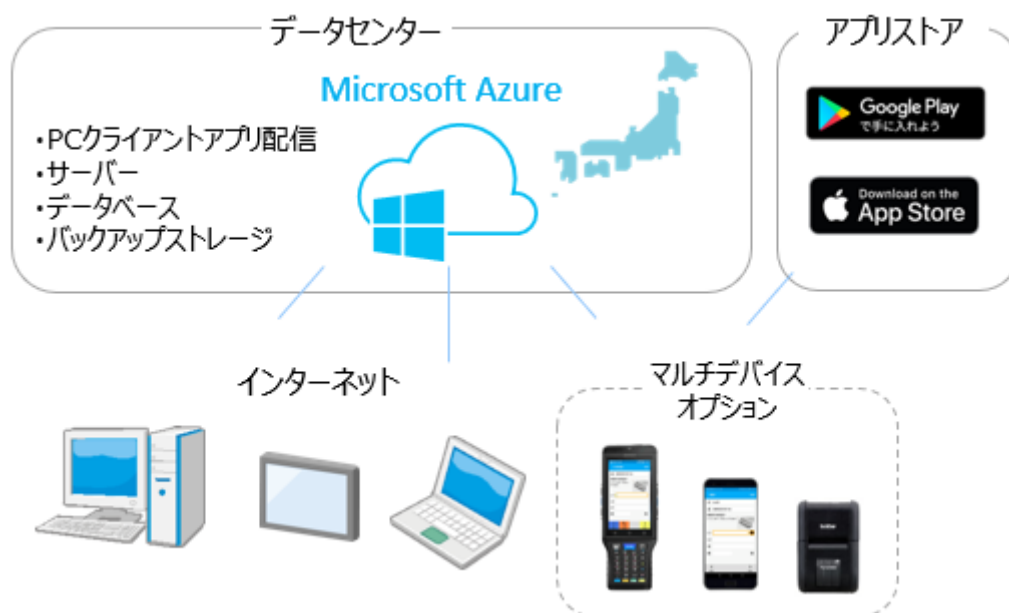 データセンター
Microsoft Azure
・PCクライアントアプリ配信
・サーバー
・データベース
・バックアップストレージ
アプリストア
Google Play
で手に入れよう
Download on the
App Store
インターネット
マルチデバイス
オプション
brother